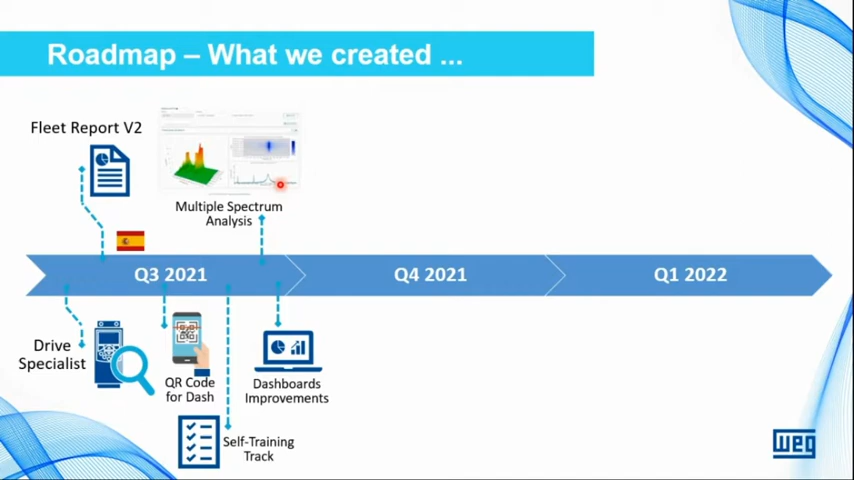 Roadmap – What we created ...
Fleet Report V2
Multiple Spectrum
Analysis
Q3 2021
Q4 2021
Q1 2022
Drive
Specialist
QR Code
for Dash
Dashboards
Improvements
Self-Training
Track
WEG